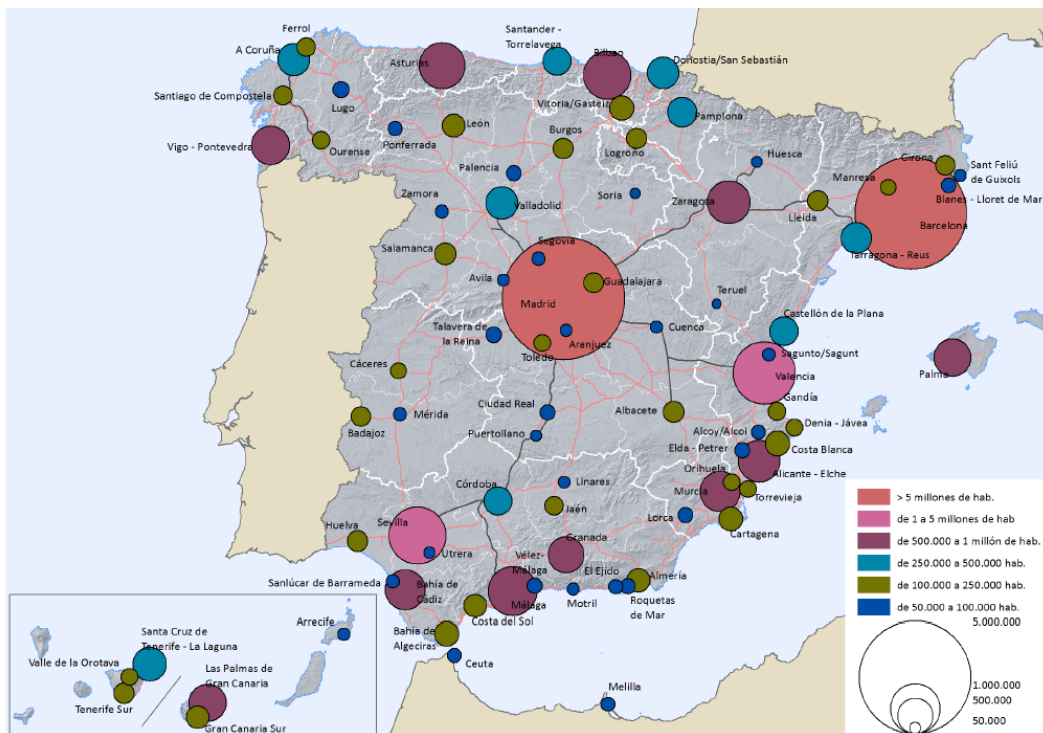 Ferrol
A Coruña
Santiago de Compostela
Lugo
Vigo - Pontevedra
Ourense
Asturias
Ponferrada
León
Santander -
Torrelavega
Bilbao
Donostia/San Sebastián
Vitoria/Gasteiz
Pamplona
Burgos
Logrono
Palencia
Zamora
Valladolid
Soria
Huesca
Zaragota
Lleida
Manresa
Girona
Sant Feliú
de Guixols
Blanes - Lloret de Mar
Barcelona
Tarragona - Reus
Salamanca
Segovia
Avila
Guadalajara
Madrid
Teruel
Talavera de
la Reina
Aranjuez
Toledo
Cuenca
Castellón de la Plana
Sagunto/Sagunt
Valencia
Palma
Cáceres
Gandía
Mérida
Badajoz
Ciudad Real
Puertollano
Albacete
Denia - Jávea
Alcoy/Alcoi
Costa Blanca
Elda - Petrer
Alicante - Elche
Orihuela
Murcia
Torrevieja
Córdoba
Linares
Jaén
Lorca
Cartagena
Huelva
Sevilla
Utrera
Granada
Vélez-
Málaga
El Ejido
Almería
Sanlúcar de Barrameda
Bahía de
Cádiz
Málaga
Motril
Roquetas
de Mar
Costa del Sol
Bahía de
Algeciras
Ceuta
Melilla
Arrecife
Santa Cruz de
Tenerife - La Laguna
Valle de la Orotava
Las Palmas de
Gran Canaria
Tenerife Sur
Gran Canaria Sur
> 5 millones de hab.
de 1 a 5 millones de hab
de 500.000 a 1 millón de hab.
de 250.000 a 500.000 hab.
de 100.000 a 250.000 hab.
de 50.000 a 100.000 hab.
5.000.000
1.000.000
500.000
50.000